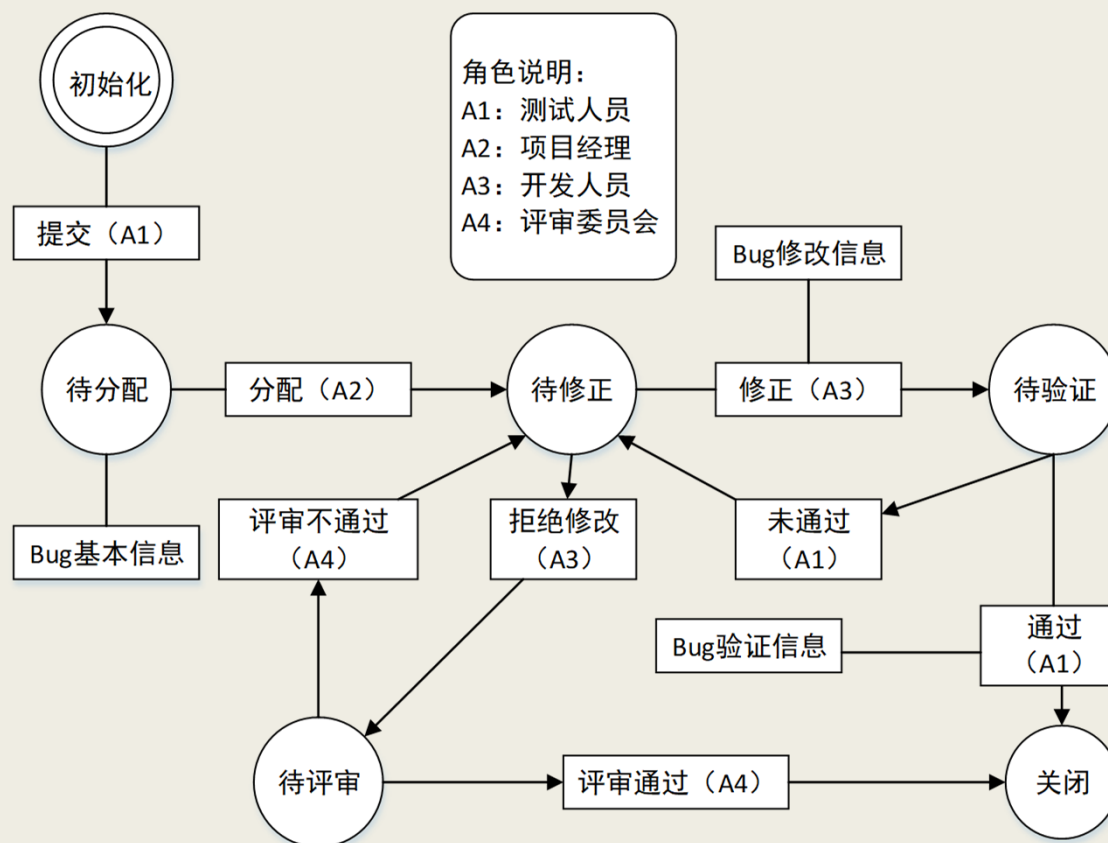 初始化
角色说明：
A1：测试人员
A2：项目经理
A3：开发人员
A4：评审委员会
提交（A1）
Bug修改信息
待分配
分配（A2）
待修正
修正（A3）
待验证
Bug基本信息
评审不通过
（A4）
拒绝修改
（A3）
未通过
（A1）
Bug验证信息
通过
（A1）
待评审
评审通过（A4）
关闭